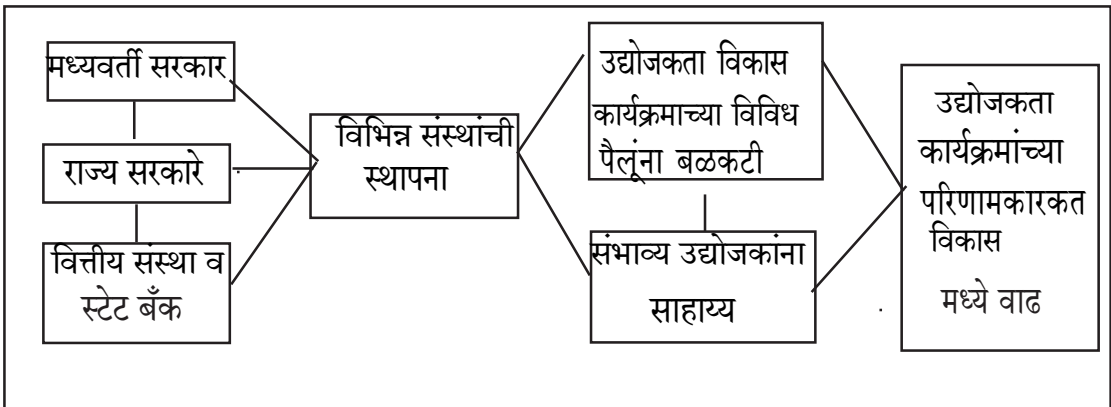 मध्यवर्ती सरकार
राज्य सरकारे
वित्तीय संस्था व
स्टेट बँक
विभिन्न संस्थांची
स्थापना
उद्योजकता विकास
कार्यक्रमाच्या विविध
पैलूंना बळकटी
संभाव्य उद्योजकांना
साहाय्य
उद्योजकता
कार्यक्रमांच्या
परिणामकारकत
विकास
मध्ये वाढ